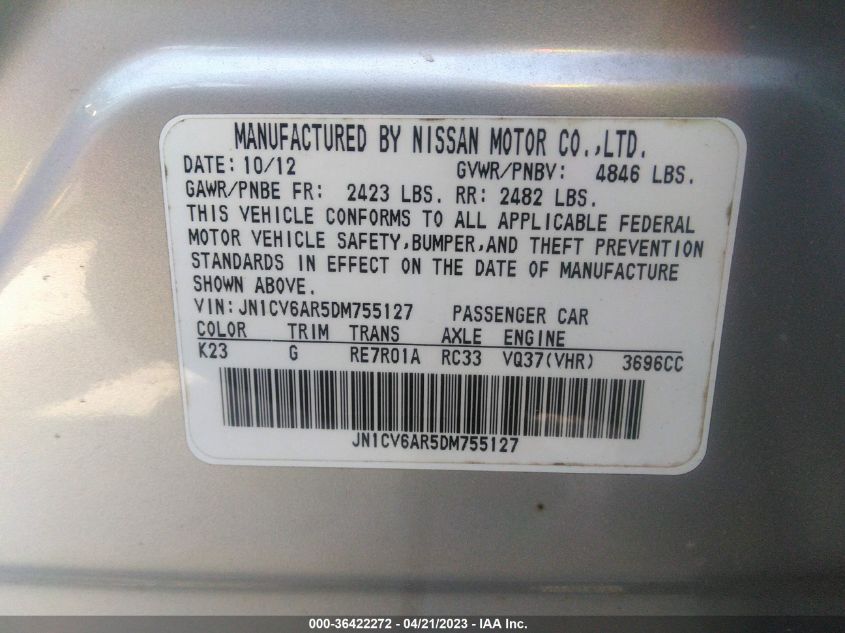 MANUFACTURED BY NISSAN MOTOR CO.,LTD.
DATE: 10/12 GVWR/PNBV: 4846 LBS.
GAWR/PNBE FR: 2423 LBS. RR: 2482 LBS.
THIS VEHICLE CONFORMS TO ALL APPLICABLE FEDERAL
MOTOR VEHICLE SAFETY,BUMPER,AND THEFT PREVENTION
STANDARDS IN EFFECT ON THE DATE OF MANUFACTURE
SHOWN ABOVE.
VIN:JN1CV6AR5DM755127 PASSENGER CAR
COLOR TRIM TRANS AXLE ENGINE
K23 G RE7R01A RC33 VQ37(VHR) 3696CC
JN1CV6AR5DM755127
000-36422272 - 04/21/2023 - IAA Inc.